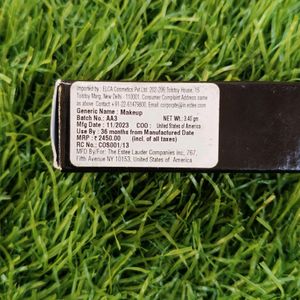 Imported by : ELCA Cosmetics Pvt Ltd. 202-206 Tolstoy House, 15
Tolstoy Marg, New Delhi - 110001. Consumer Complaint Address same
as above. Contact + 91-22-61479800, Email: corporate@in.estee.com
Generic Name : Makeup
Batch No. : AA3 NET Wt.: 3.40 gm
Mfg Date : 11/2023 COO : United States of America
Use By : 36 months from Manufactured Date
MRP : ₹ 2450.00 (incl. of all taxes)
RC No.: COS001/13
MFG By/For: The Estee Lauder Companies Inc, 767,
Fifth Avenue NY 10153, United States of America